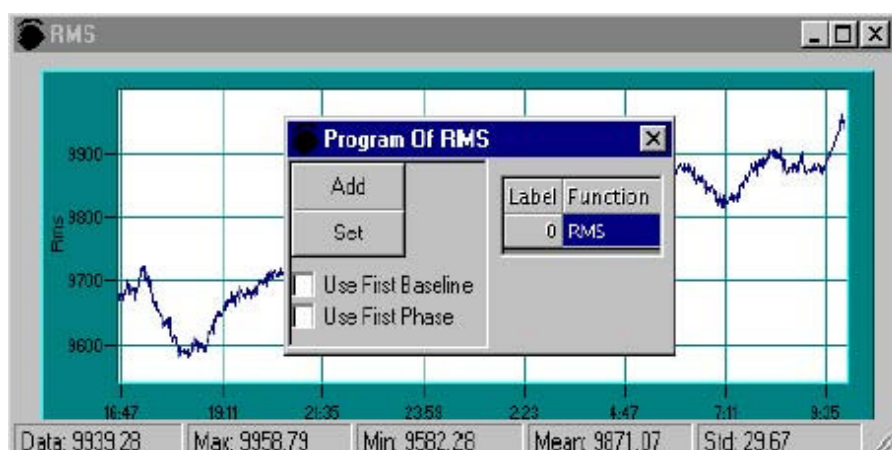 RMS
Program Of RMS
Add
Set
Label Function
0 RMS
Use First Baseline
Use First Phase
Rms
9900
9800
9700
9600
16:47 19:11 21:35 23:59 2:23 4:47 7:11 9:35
Data: 9939.28 Max: 9958.79 Min: 9582.28 Mean: 9871.07 Std: 29.67